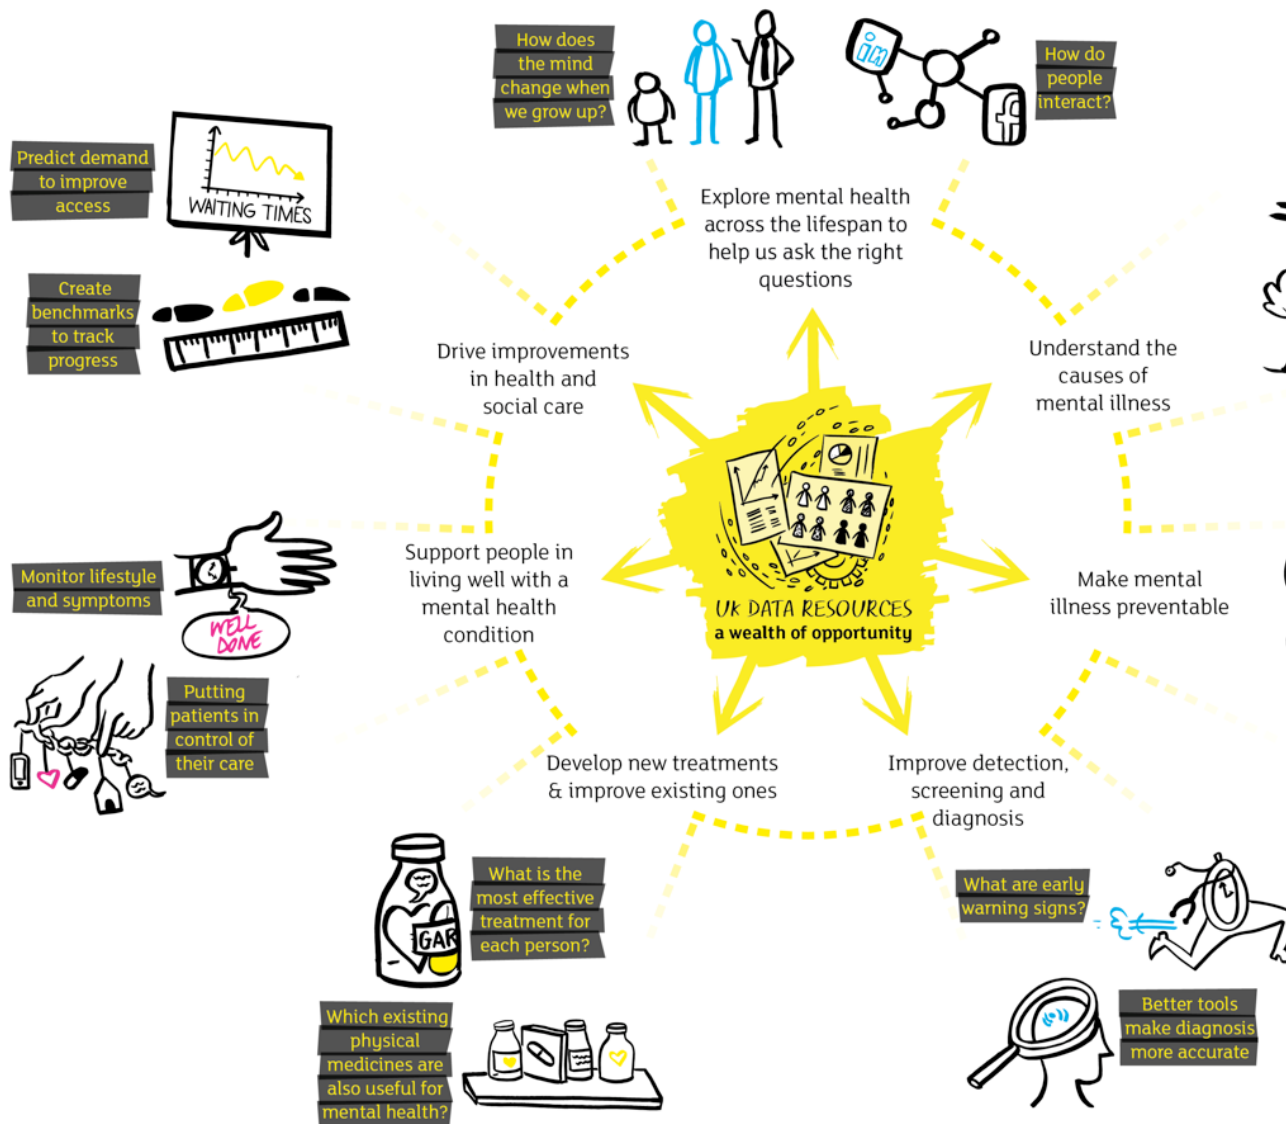 How does
the mind
change when
we grow up?
in
f
How do
people
interact?
Predict demand
to improve
access
WAITING TIMES
Explore mental health
across the lifespan to
help us ask the right
questions
Create
benchmarks
to track
progress
Drive improvements
in health and
social care
Understand the
causes of
mental illness
Monitor lifestyle
and symptoms
WELL
DONE
Support people in
living well with a
mental health
condition
UK DATA RESOURCES
a wealth of opportunity
Make mental
illness preventable
Putting
patients in
control of
their care
Develop new treatments
& improve existing ones
Improve detection,
screening and
diagnosis
GAR
What is the
most effective
treatment for
each person?
What are early
warning signs?
Which existing
physical
medicines are
also useful for
mental health?
Better tools
make diagnosis
more accurate